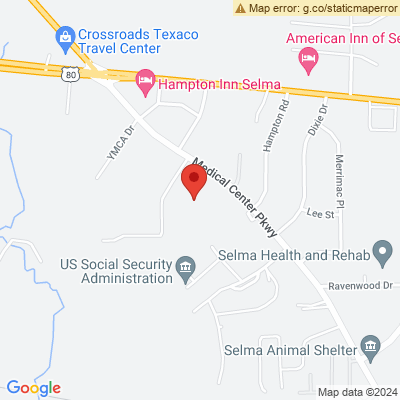 Map error: g.co/staticmaperror
Crossroads Texaco
Travel Center
American Inn of Se
80
Hampton Inn Selma
Hampton Rd
Dixie Dr
YMCA Dr
Merrimac Pl
Medical Center Pkwy
Lee St
Selma Health and Rehab
US Social Security
Administration
Ravenwood Dr
Selma Animal Shelter
Google
Map data ©2024